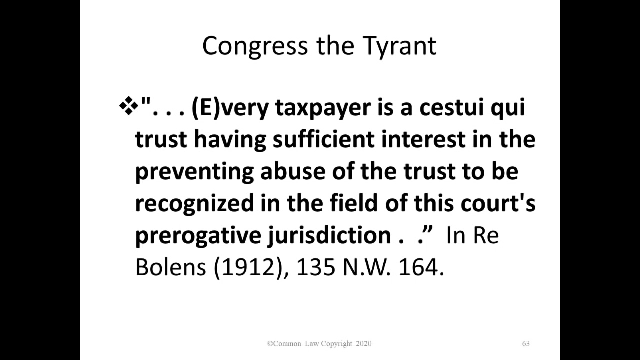 Congress the Tyrant
❖". . . (E)very taxpayer is a cestui qui
trust having sufficient interest in the
preventing abuse of the trust to be
recognized in the field of this court's
prerogative jurisdiction . .” In Re
Bolens (1912), 135 N.W. 164.
©Common Law Copyright 2020
63